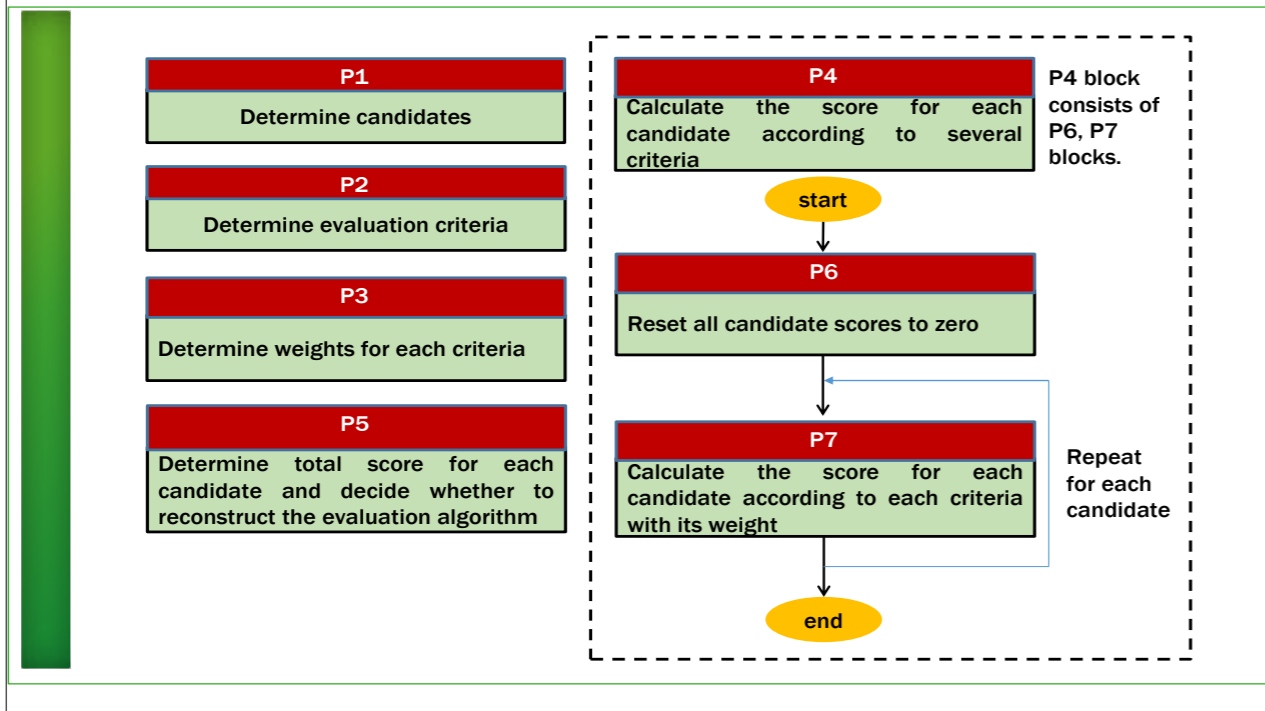 P1
Determine candidates
P2
Determine evaluation criteria
P3
Determine weights for each criteria
P5
Determine total score for each
candidate and decide whether to
reconstruct the evaluation algorithm
P4
Calculate the score for each
candidate according to several
criteria
P4 block
consists of
P6, P7
blocks.
start
P6
Reset all candidate scores to zero
P7
Calculate the score for each
candidate according to each criteria
with its weight
Repeat
for each
candidate
end